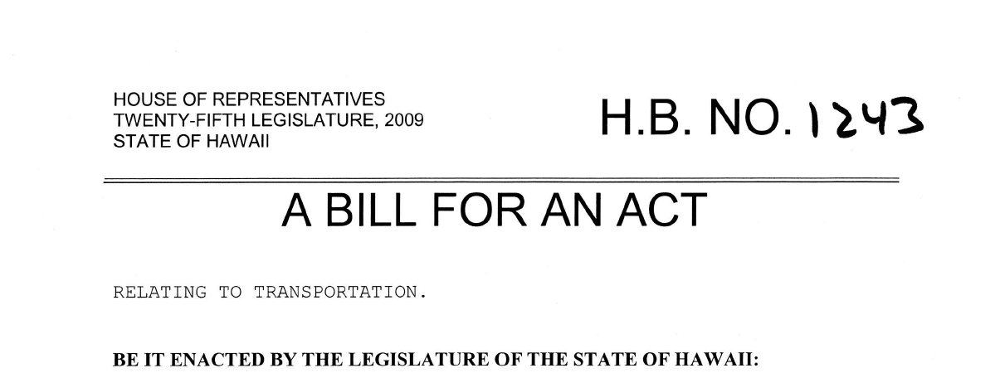 HOUSE OF REPRESENTATIVES
TWENTY-FIFTH LEGISLATURE, 2009
STATE OF HAWAII
H.B. NO. 1243
A BILL FOR AN ACT
RELATING TO TRANSPORTATION.
BE IT ENACTED BY THE LEGISLATURE OF THE STATE OF HAWAII: